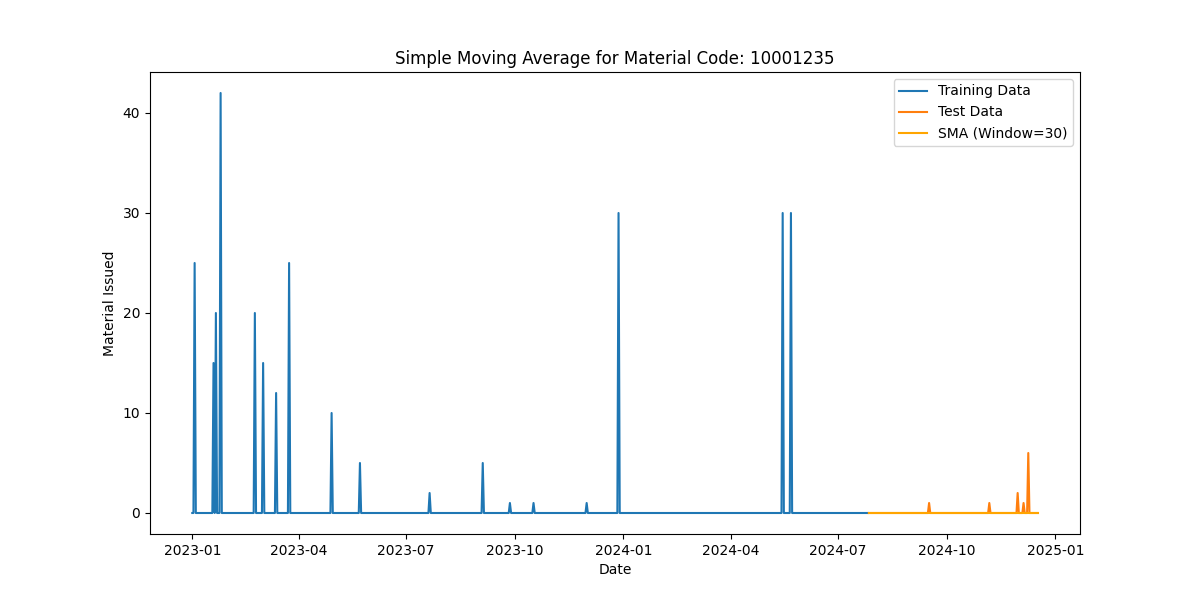 Simple Moving Average for Material Code: 10001235
Training Data
Test Data
SMA (Window=30)
Material Issued
40
30
20
10
0
2023-01 2023-04 2023-07 2023-10 2024-01 2024-04 2024-07 2024-10 2025-01
Date